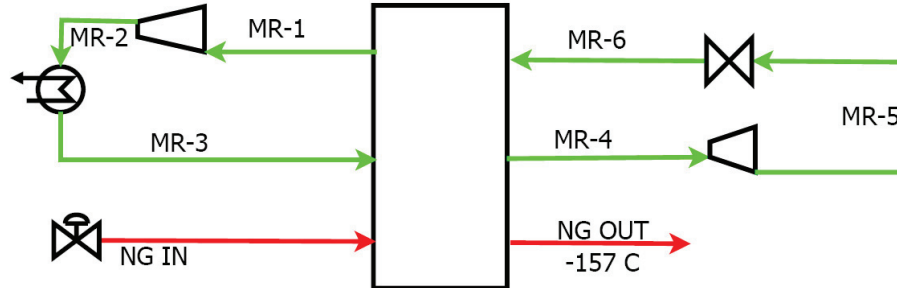 MR-2
MR-1
MR-6
MR-3
MR-4
MR-5
NG IN
NG OUT
-157 C